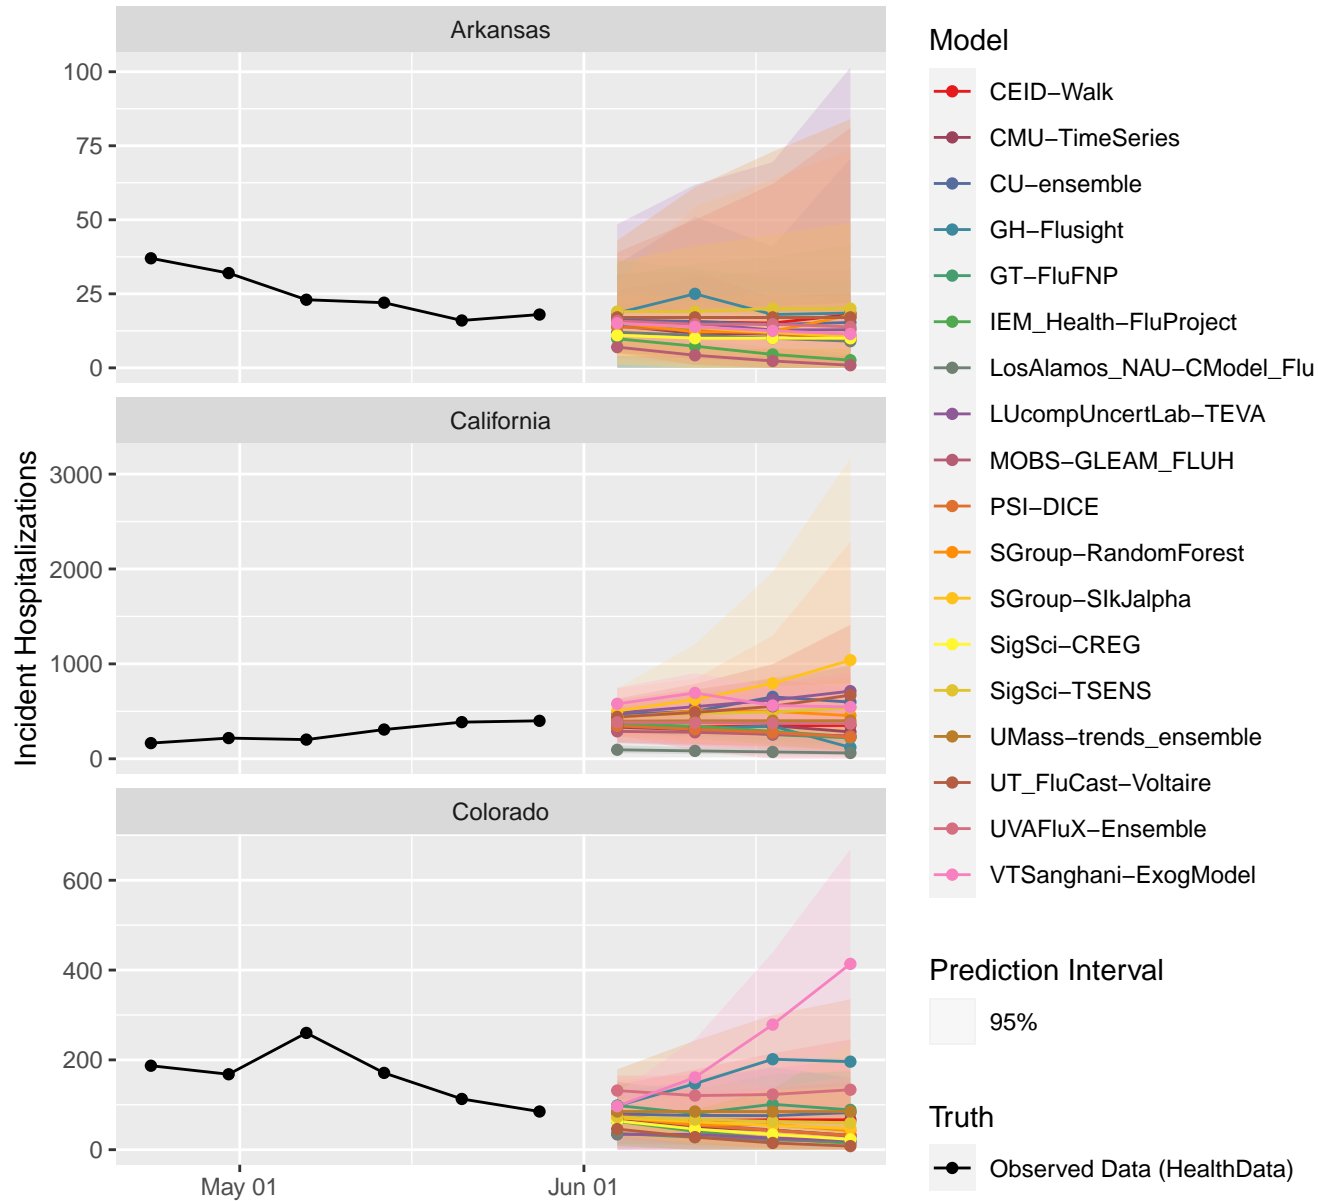 Arkansas
100
75
50
25
0
California
3000
2000
1000
0
Colorado
600
400
200
0
May 01
Jun 01
Incident Hospitalizations
Model
CEID−Walk
CMU−TimeSeries
CU−ensemble
GH−Flusight
GT−FluFNP
IEM_Health−FluProject
LosAlamos_NAU−CModel_Flu
LUcompUncertLab−TEVA
MOBS−GLEAM_FLUH
PSI−DICE
SGroup−RandomForest
SGroup−SIkJalpha
SigSci−CREG
SigSci−TSENS
UMass−trends_ensemble
UT_FluCast−Voltaire
UVAFluX−Ensemble
VTSanghani−ExogModel
Prediction Interval
95%
Truth
Observed Data (HealthData)